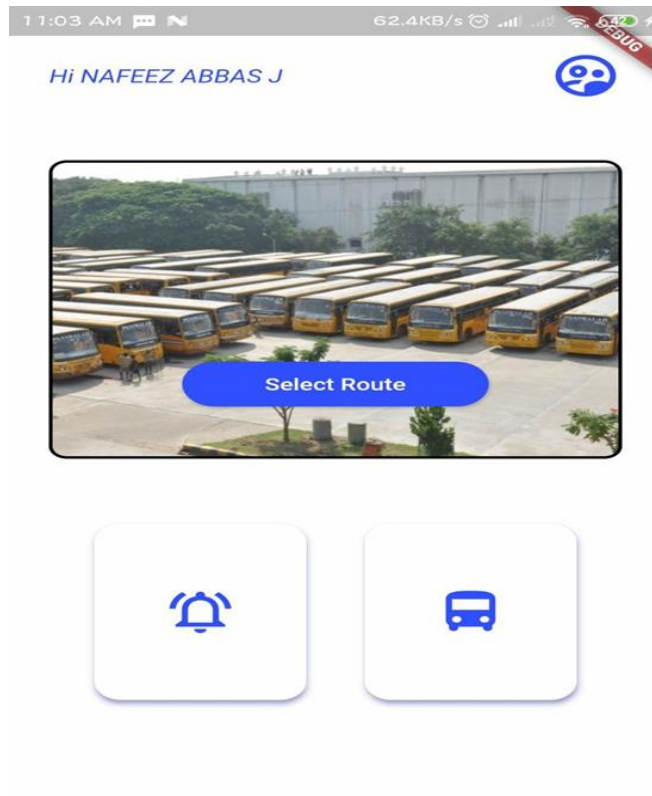 11:03 AM
62.4KB/s
DEBUG
Hi NAFEEZ ABBAS J
Select Route